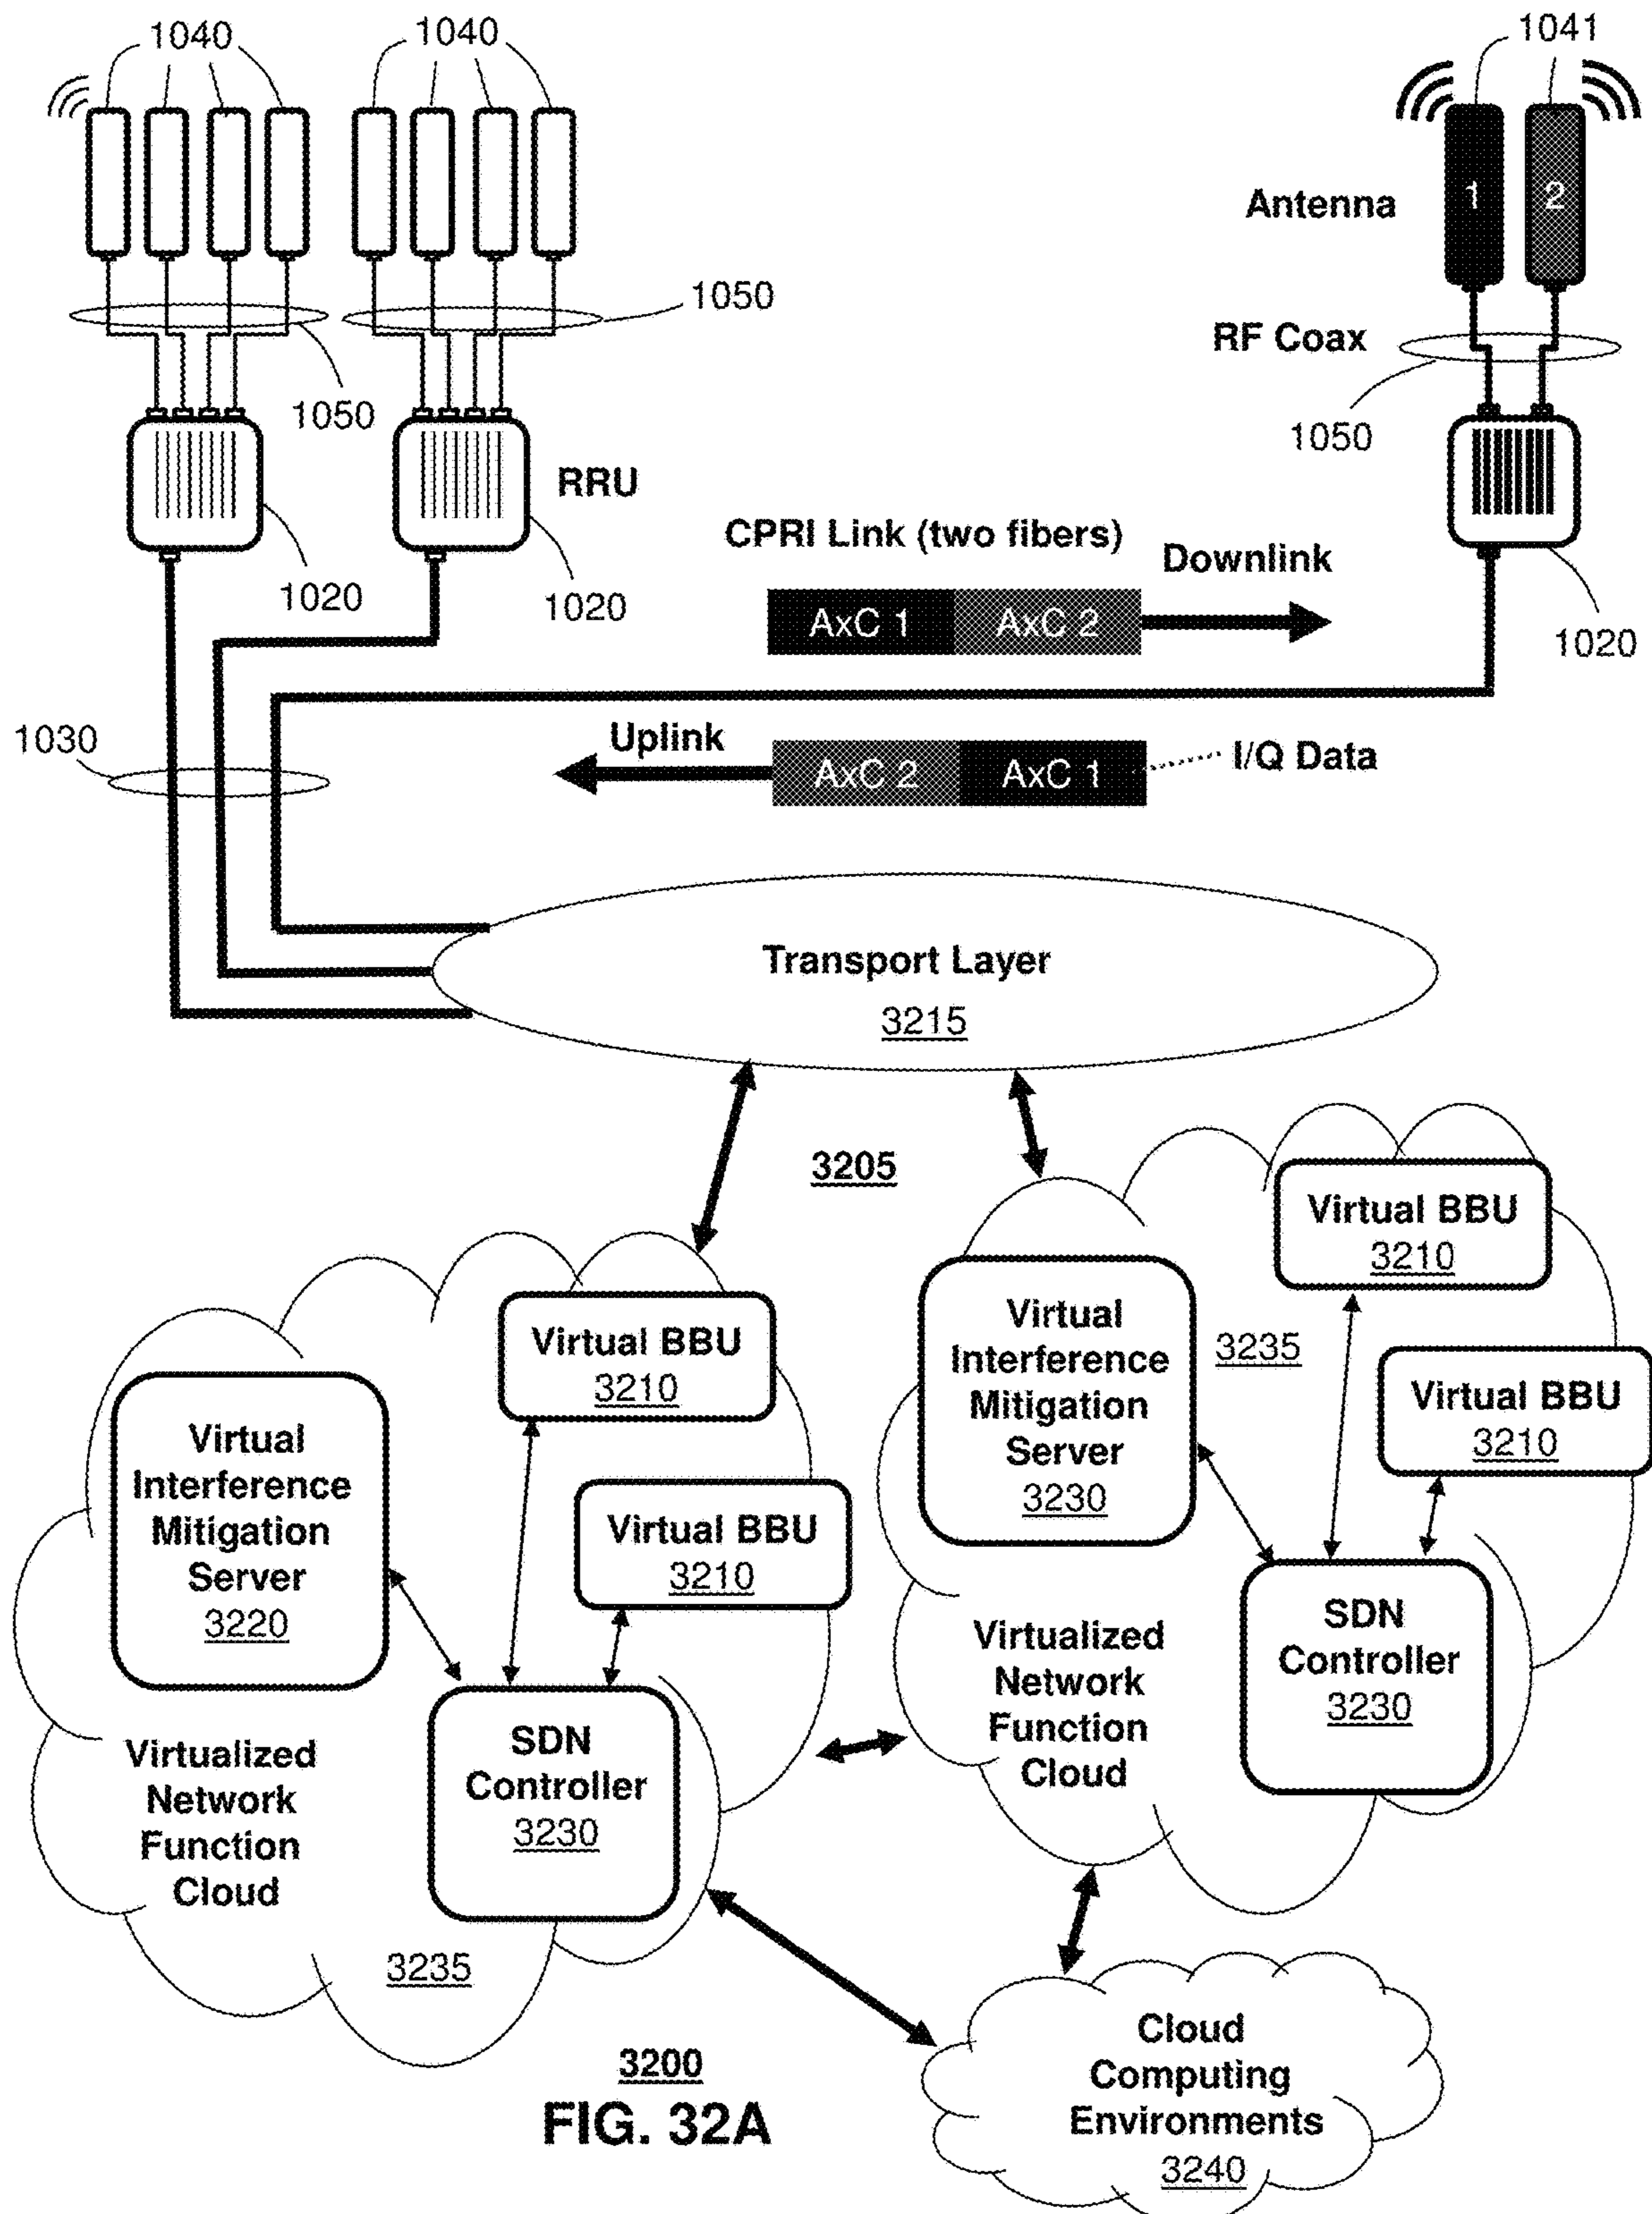 1040
1040
1041
1
2
Antenna
1050
RF Coax
1050
1050
RRU
CPRI Link (two fibers)
Downlink
1020
1020
AxC 1
AxC 2
1020
1030
Uplink
AxC 2
AxC 1
I/Q Data
Transport Layer
3215
3205
Virtual BBU
3210
Virtual
Interference
Mitigation
Server
3230
3235
Virtual BBU
3210
Virtual BBU
3210
Virtual
Interference
Mitigation
Server
3220
Virtual BBU
3210
SDN
Controller
3230
Virtualized
Network
Function
Cloud
SDN
Controller
3230
Virtualized
Network
Function
Cloud
3235
Cloud
Computing
Environments
3240
3200
FIG. 32A